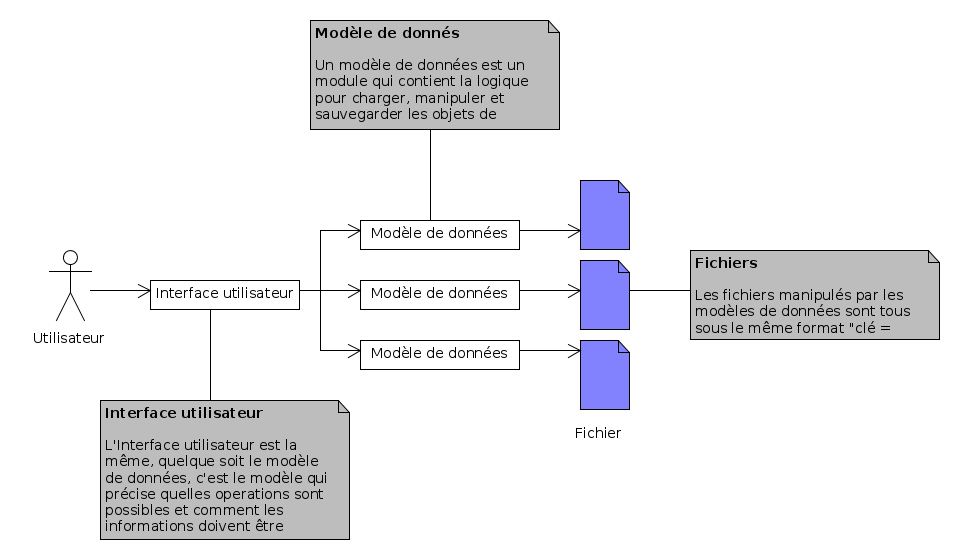 Modèle de donnés
Un modèle de données est un
module qui contient la logique
pour charger, manipuler et
sauvegarder les objets de
Modèle de données
Interface utilisateur
Modèle de données
Modèle de données
Utilisateur
Fichiers
Les fichiers manipulés par les
modèles de données sont tous
sous le même format "clé =
Interface utilisateur
L'Interface utilisateur est la
même, quelque soit le modèle
de données, c'est le modèle qui
précise quelles operations sont
possibles et comment les
informations doivent être
Fichier